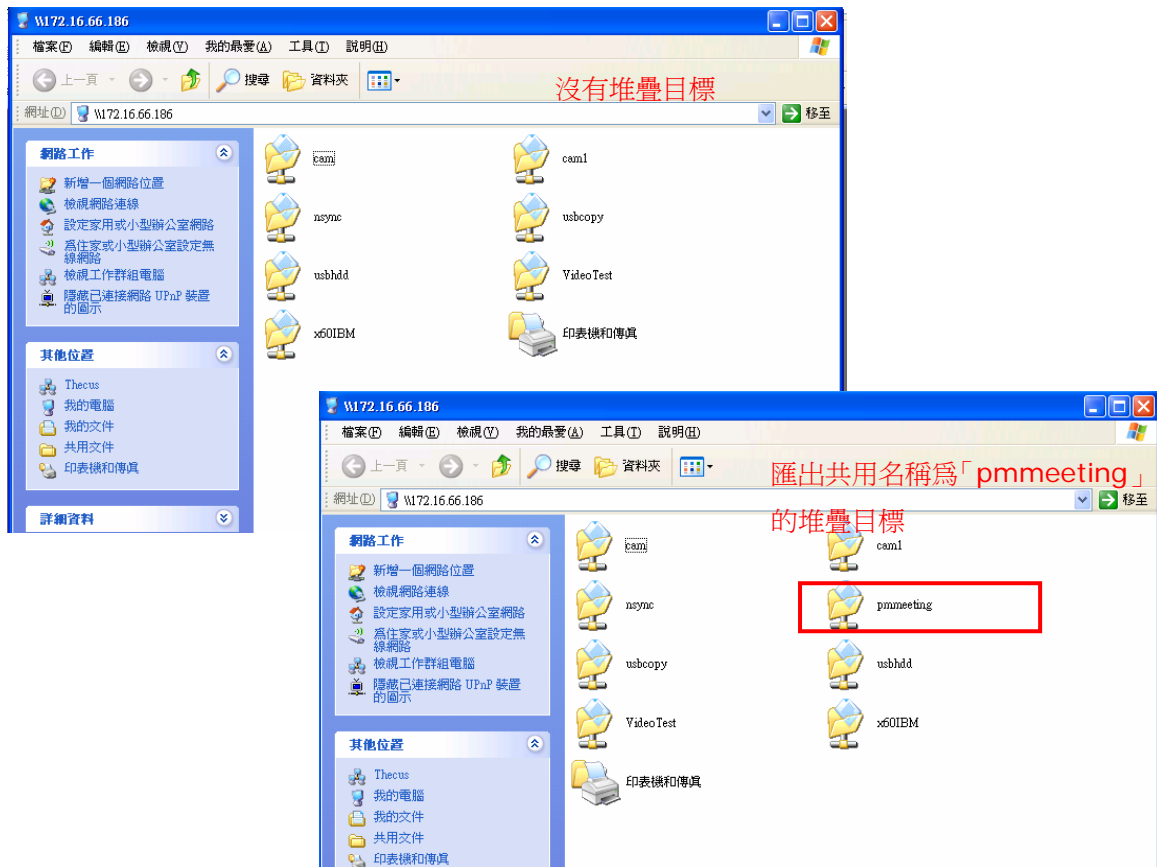 \\172.16.66.186
檔案(F) 編輯(E) 檢視(V) 我的最愛(A) 工具(T) 說明(H)
上一頁 搜尋 資料夾
沒有堆疊目標
網址(D) \\172.16.66.186 移至
網路工作
新增一個網路位置
檢視網路連線
設定家用或小型辦公室網路
為住家或小型辦公室設定無
線網路
檢視工作群組電腦
隱藏已連接網路 UPnP 裝置
的圖示
其他位置
Thecus
我的電腦
我的文件
共用文件
印表機和傳真
詳細資料
cam
cam1
nsync
usbcopy
usbhdd
VideoTest
x60IBM
印表機和傳真
\\172.16.66.186
檔案(F) 編輯(E) 檢視(V) 我的最愛(A) 工具(T) 說明(H)
上一頁 搜尋 資料夾
匯出共用名稱為「pmmeeting」
的堆疊目標
網址(D) \\172.16.66.186 移至
網路工作
新增一個網路位置
檢視網路連線
設定家用或小型辦公室網路
為住家或小型辦公室設定無
線網路
檢視工作群組電腦
隱藏已連接網路 UPnP 裝置
的圖示
其他位置
Thecus
我的電腦
我的文件
共用文件
印表機和傳真
cam
cam1
nsync
pmmeeting
usbcopy
usbhdd
VideoTest
x60IBM
印表機和傳真